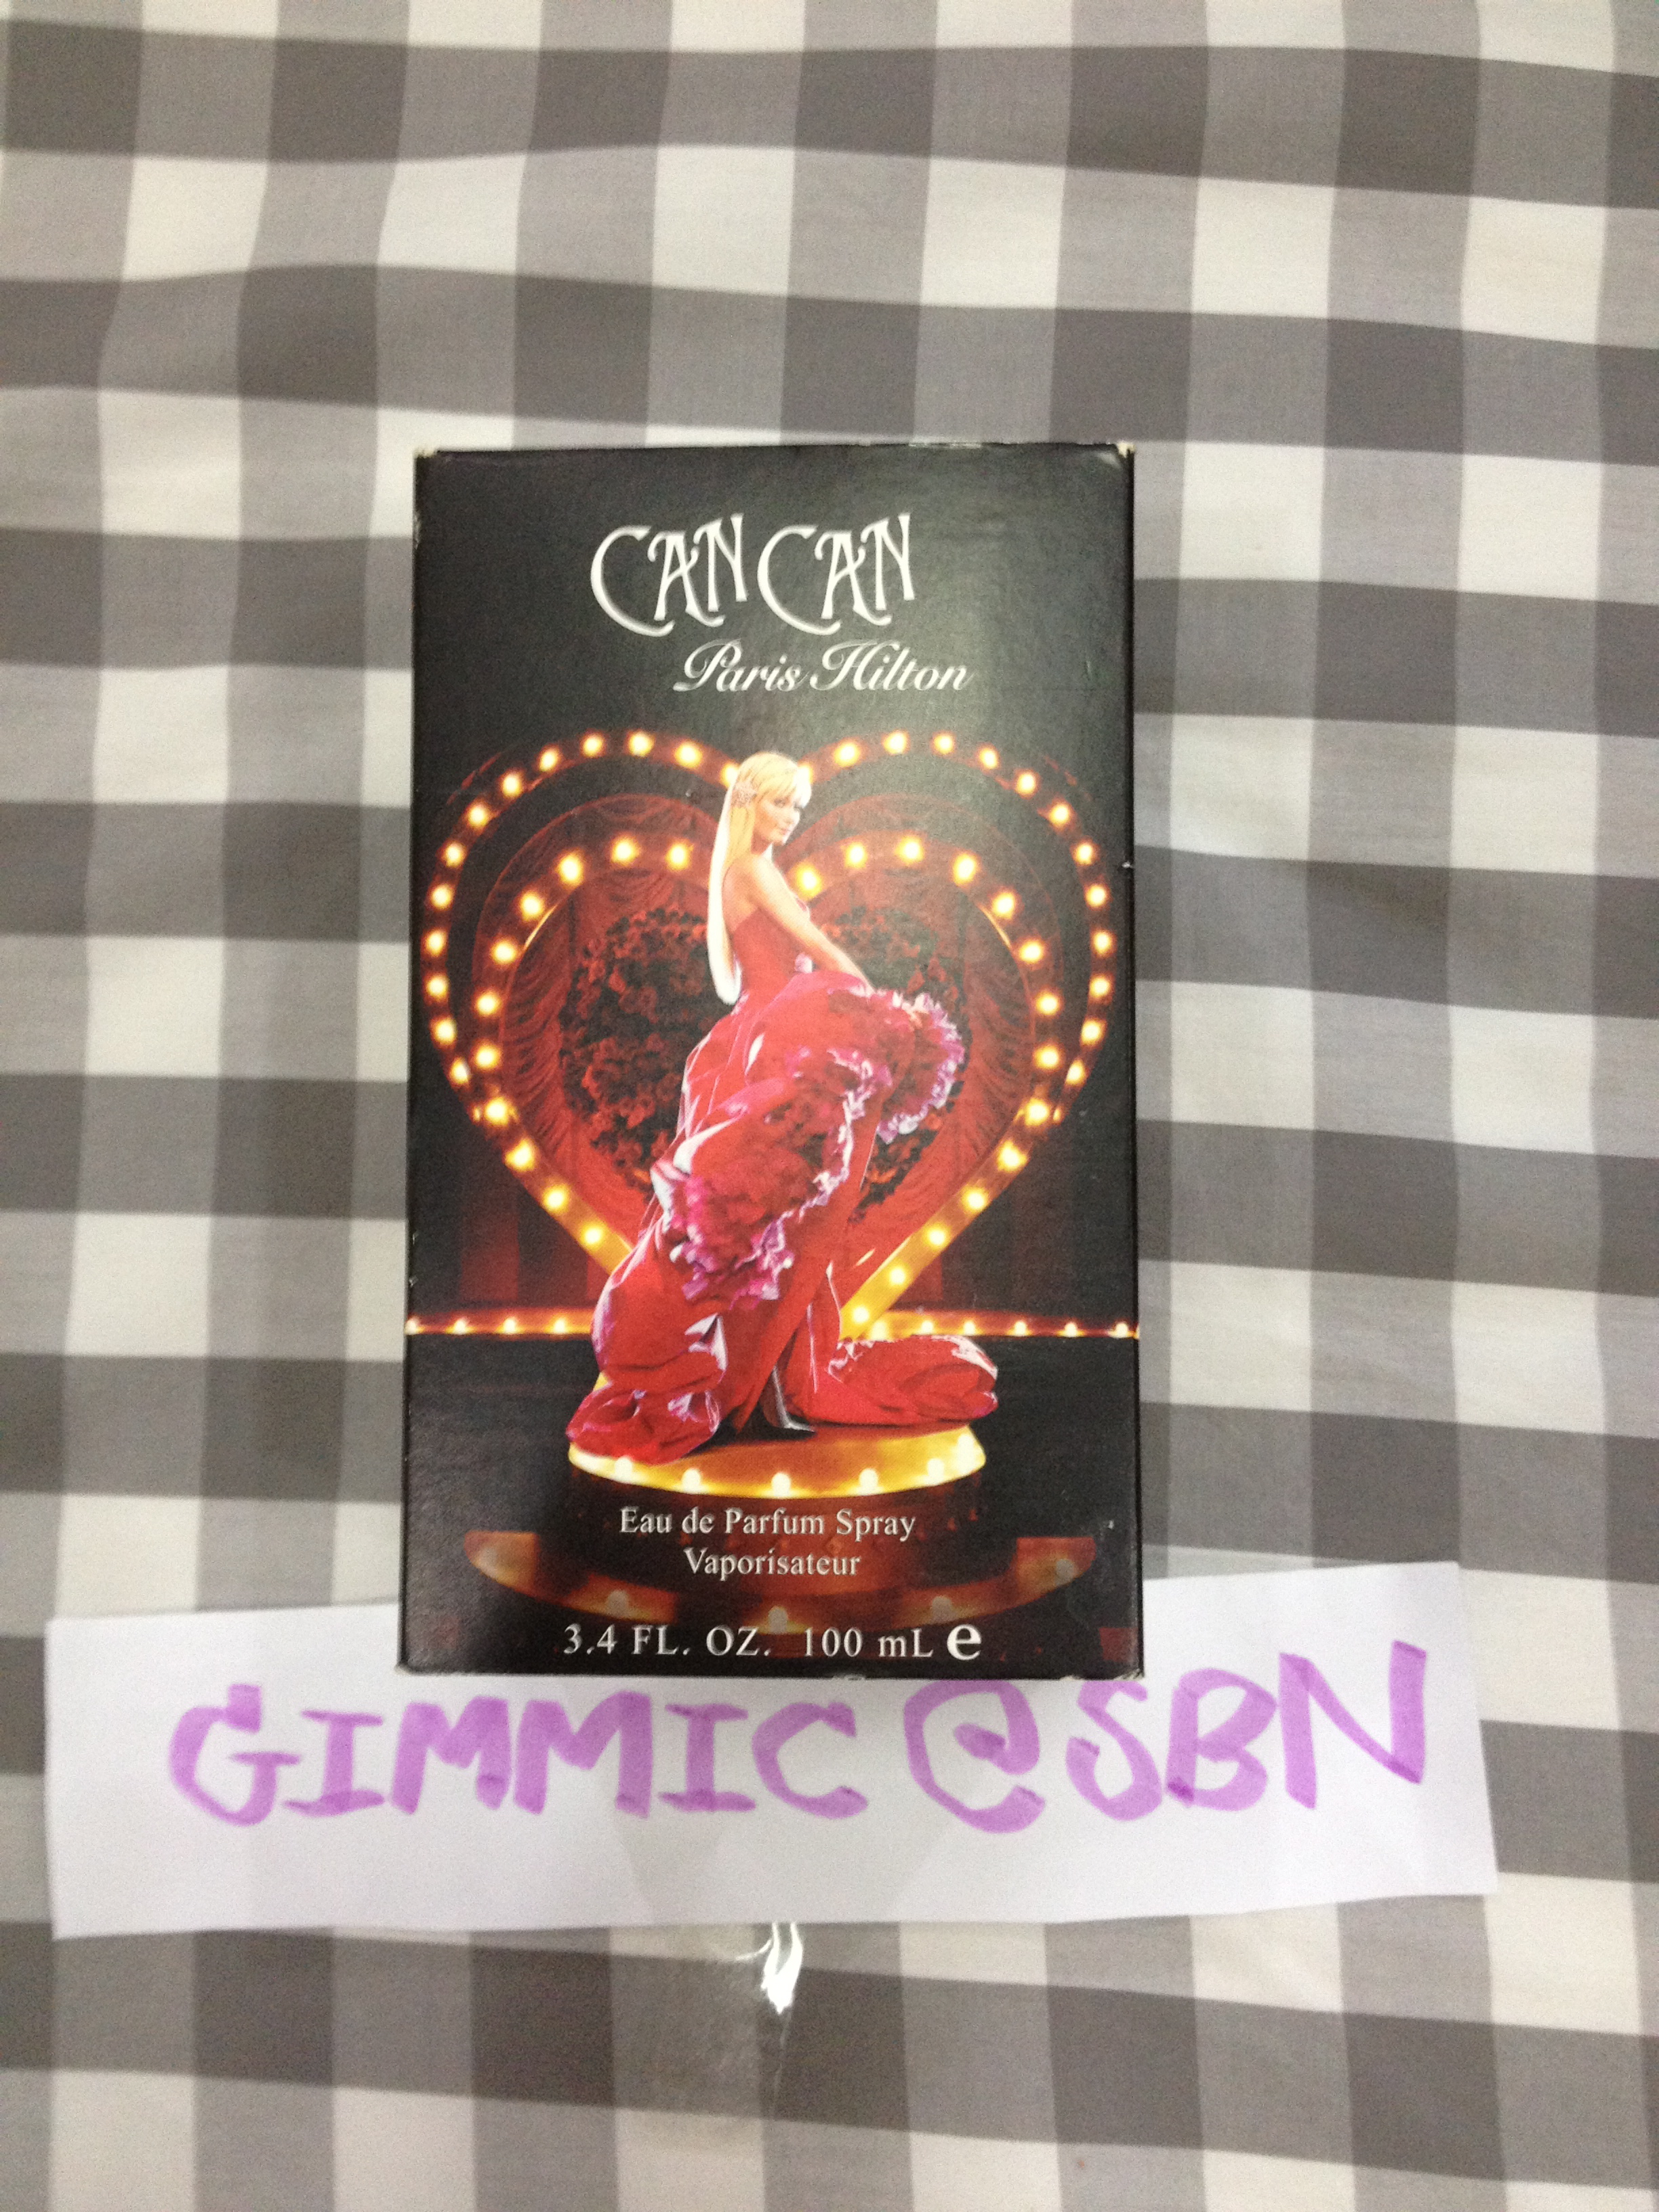 CAN CAN
Paris Hilton
Eau de Parfum Spray
Vaporisateur
3.4 FL. OZ. 100 mL e
GIMMIC@SBN